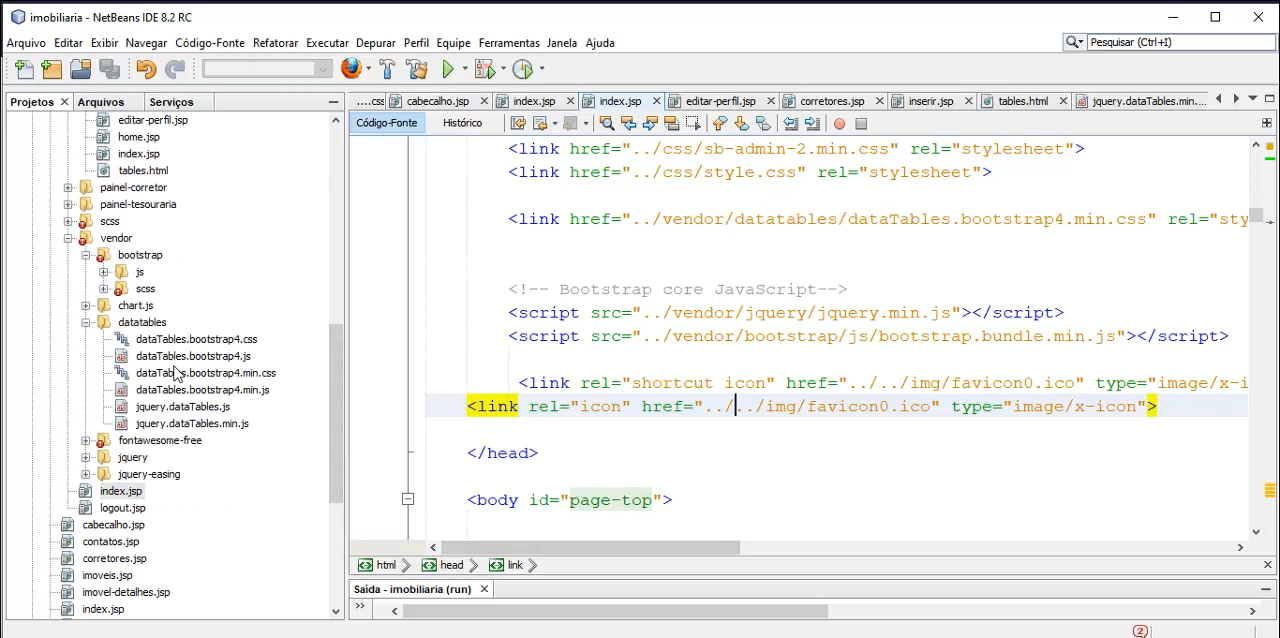 imobiliaria - NetBeans IDE 8.2 RC
Arquivo Editar Exibir Navegar Código-Fonte Refatorar Executar Depurar Perfil Equipe Ferramentas Janela Ajuda
Pesquisar (Ctrl+I)
Projetos Arquivos Serviços
....css cabecalho.jsp index.jsp index.jsp editar-perfil.jsp corretores.jsp inserir.jsp tables.html jquery.dataTables.min....
Código-Fonte Histórico
editar-perfil.jsp
home.jsp
index.jsp
tables.html
painel-corretor
painel-tesouraria
scss
vendor
bootstrap
js
scss
chart.js
datatables
dataTables.bootstrap4.css
dataTables.bootstrap4.js
dataTables.bootstrap4.min.css
dataTables.bootstrap4.min.js
jquery.dataTables.js
jquery.dataTables.min.js
fontawesome-free
jquery
jquery-easing
index.jsp
logout.jsp
cabecalho.jsp
contatos.jsp
corretores.jsp
imoveis.jsp
imovel-detalhes.jsp
index.jsp
<link href="../css/sb-admin-2.min.css" rel="stylesheet">
<link href="../css/style.css" rel="stylesheet">
<link href="../vendor/datatables/dataTables.bootstrap4.min.css" rel="sty
<!-- Bootstrap core JavaScript-->
<script src="../vendor/jquery/jquery.min.js"></script>
<script src="../vendor/bootstrap/js/bootstrap.bundle.min.js"></script>
<link rel="shortcut icon" href="../../img/favicon0.ico" type="image/x-i
<link rel="icon" href="../../img/favicon0.ico" type="image/x-icon">
</head>
<body id="page-top">
html head link
Saída - imobiliaria (run)
2